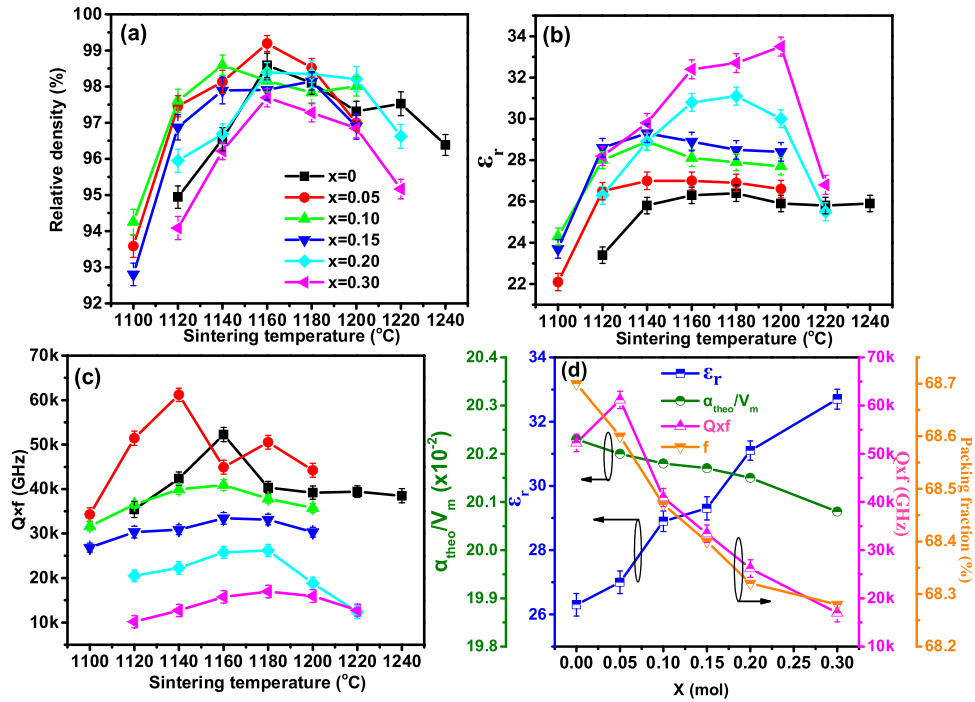 (a)
Relative density (%)
100
99
98
97
96
95
94
93
92
x=0
x=0.05
x=0.10
x=0.15
x=0.20
x=0.30
1100 1120 1140 1160 1180 1200 1220 1240
Sintering temperature (°C)
(b)
εr
34
32
30
28
26
24
22
1100 1120 1140 1160 1180 1200 1220 1240
Sintering temperature (°C)
(c)
Q×f (GHz)
70k
60k
50k
40k
30k
20k
10k
1100 1120 1140 1160 1180 1200 1220 1240
Sintering temperature (°C)
(d)
αtheo/Vm (x10⁻²)
20.4
20.3
20.2
20.1
20.0
19.9
19.8
εr
34
33
32
31
30
29
28
27
26
25
εr
αtheo/Vm
Qxf
f
70k
60k
50k
40k
30k
20k
10k
Qxf (GHz)
68.7
68.6
68.5
68.4
68.3
68.2
Packing fraction (%)
0.00 0.05 0.10 0.15 0.20 0.25 0.30
X (mol)